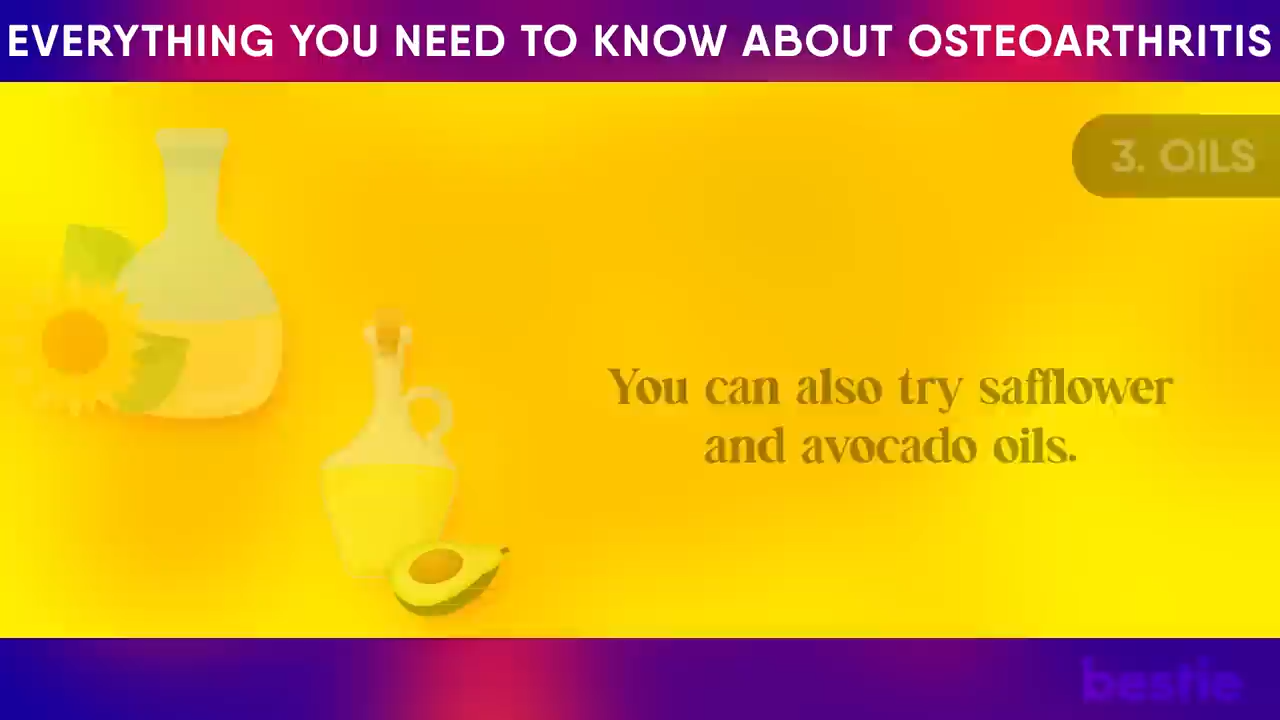 EVERYTHING YOU NEED TO KNOW ABOUT OSTEOARTHRITIS
3. OILS
You can also try safflower
and avocado oils.
bestie